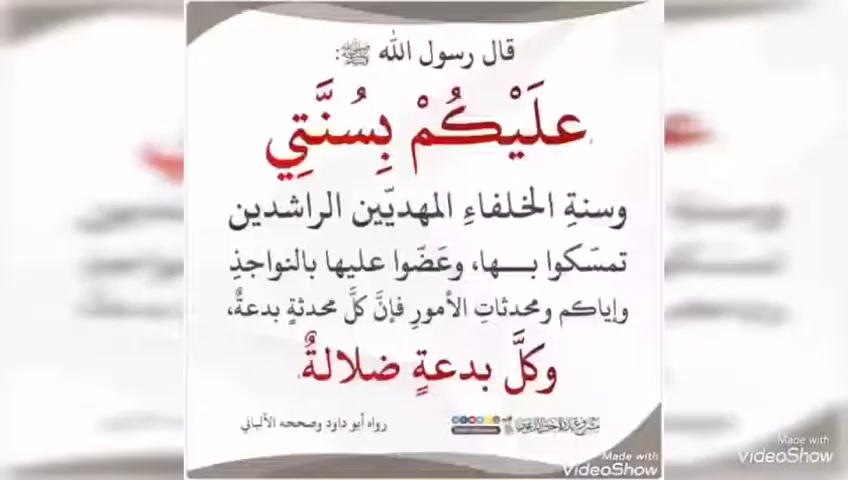 قال رسول الله ﷺ:
عَلَيْكُمْ بِسُنَّتِي
وسنةِ الخلفاءِ المهديّين الراشدين
تمسّكوا بـــها، وعَضّوا عليها بالنواجذِ
وإياكم ومحدثاتِ الأمورِ فإنَّ كلَّ محدثةٍ بدعةٌ،
وكلَّ بدعةٍ ضلالةٌ
رواه أبو داود وصححه الألباني
Made with
VideoShow
Made with
VideoShow